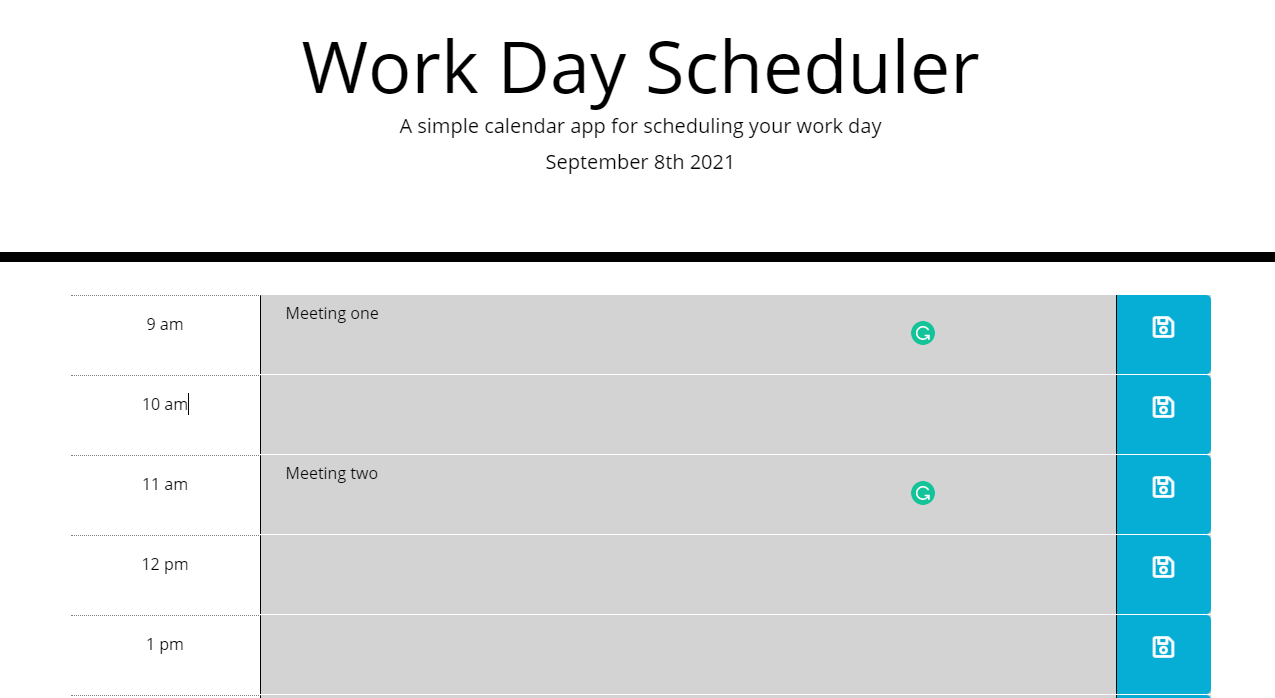 Work Day Scheduler
A simple calendar app for scheduling your work day
September 8th 2021
9 am
Meeting one
10 am
11 am
Meeting two
12 pm
1 pm